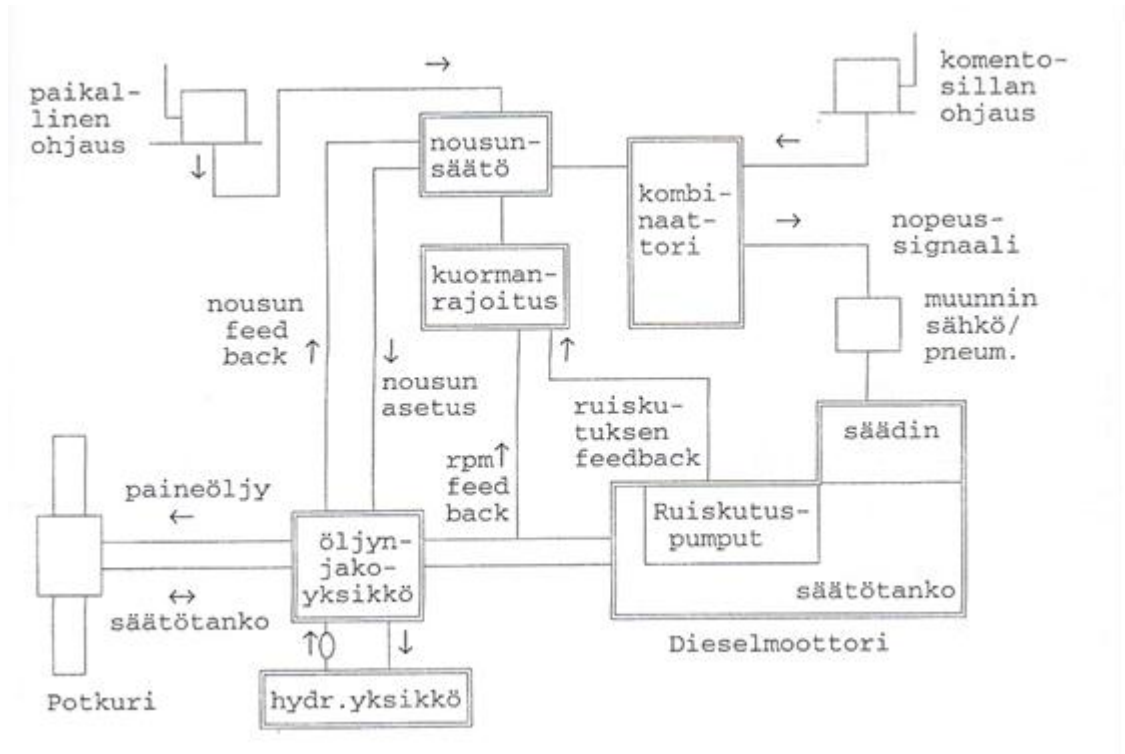 paikal-
linen
ohjaus
↓
→
nousun-
säätö
komento-
sillan
ohjaus
←
kombi-
naat-
tori
→
nopeus-
signaali
kuorman-
rajoitus
muunnin
sähkö/
pneum.
nousun
feed
back ↑
↓
nousun
asetus
↑
ruisku-
tuksen
feedback
rpm↑
feed
back
säädin
Ruiskutus-
pumput
säätötanko
Dieselmoottori
paineöljy
←
öljyn-
jako-
yksikkö
↔
säätötanko
↑
↓
Potkuri
hydr.yksikkö